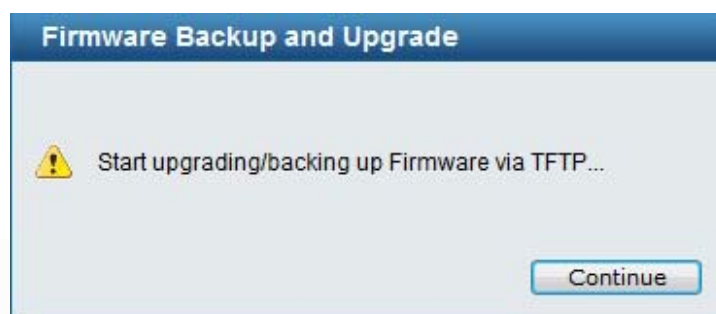 Firmware Backup and Upgrade
Start upgrading/backing up Firmware via TFTP...
Continue